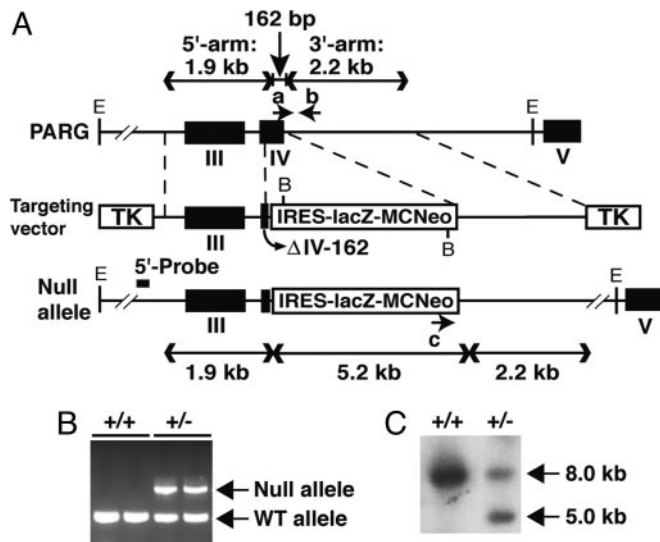 A
162 bp
5'-arm: 3'-arm:
1.9 kb 2.2 kb
a b
E E
PARG
III IV V
B
Targeting vector
TK IRES-lacZ-MCNeo TK
III B
ΔIV-162
5'-Probe
E E
Null allele
IRES-lacZ-MCNeo
III c V
1.9 kb 5.2 kb 2.2 kb
B +/+ +/-
Null allele
WT allele
C +/+ +/-
8.0 kb
5.0 kb